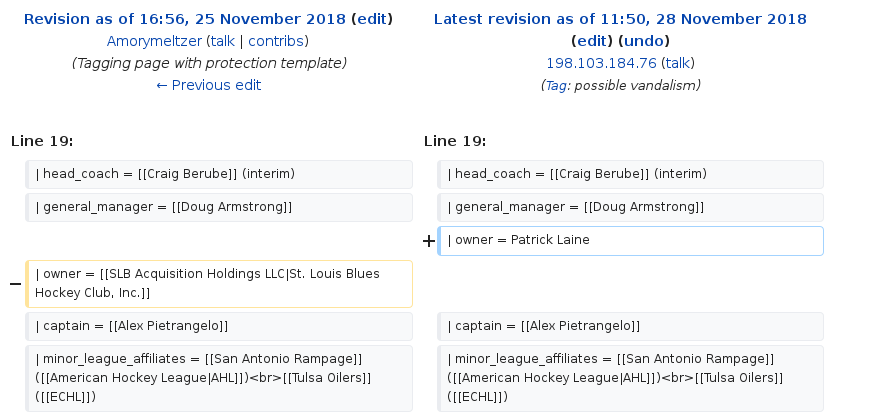 Revision as of 16:56, 25 November 2018 (edit)
Amorymeltzer (talk | contribs)
(Tagging page with protection template)
← Previous edit
Latest revision as of 11:50, 28 November 2018
(edit) (undo)
198.103.184.76 (talk)
(Tag: possible vandalism)
Line 19:
Line 19:
| head_coach = [[Craig Berube]] (interim)
| head_coach = [[Craig Berube]] (interim)
| general_manager = [[Doug Armstrong]]
| general_manager = [[Doug Armstrong]]
+ | owner = Patrick Laine
− | owner = [[SLB Acquisition Holdings LLC|St. Louis Blues
Hockey Club, Inc.]]
| captain = [[Alex Pietrangelo]]
| captain = [[Alex Pietrangelo]]
| minor_league_affiliates = [[San Antonio Rampage]]
([[American Hockey League|AHL]])<br>[[Tulsa Oilers]]
([[ECHL]])
| minor_league_affiliates = [[San Antonio Rampage]]
([[American Hockey League|AHL]])<br>[[Tulsa Oilers]]
([[ECHL]])